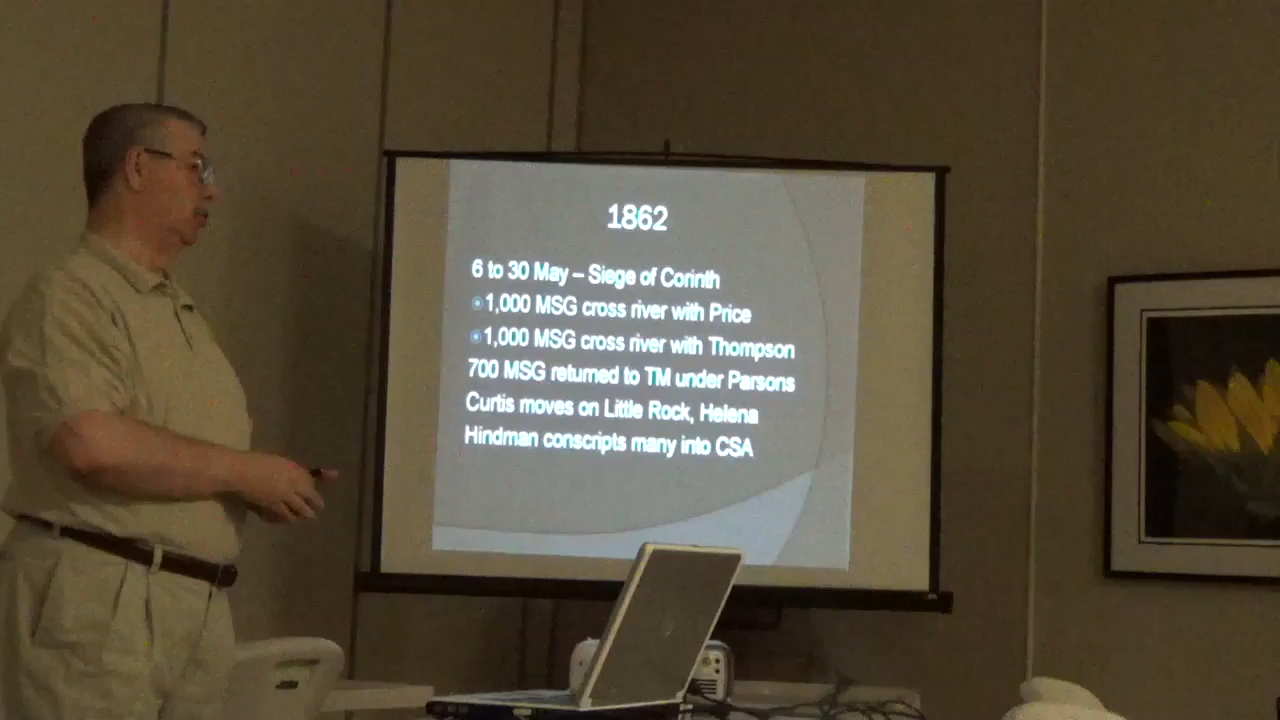 1862
6 to 30 May – Siege of Corinth
1,000 MSG cross river with Price
1,000 MSG cross river with Thompson
700 MSG returned to TM under Parsons
Curtis moves on Little Rock, Helena
Hindman conscripts many into CSA